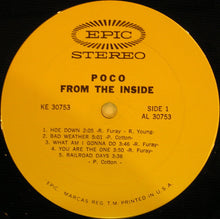 EPIC
STEREO
POCO
FROM THE INSIDE
KE 30753
SIDE 1
AL 30753
1. HOE DOWN 2:05 -R. Furay - R. Young-
2. BAD WEATHER 5:01 -P. Cotton-
3. WHAT AM I GONNA DO 3:46 -R. Furay-
4. YOU ARE THE ONE 3:50 -R. Furay-
5. RAILROAD DAYS 3:36
-P. Cotton-
EPIC, MARCAS REG. T.M. PRINTED IN U.S.A.